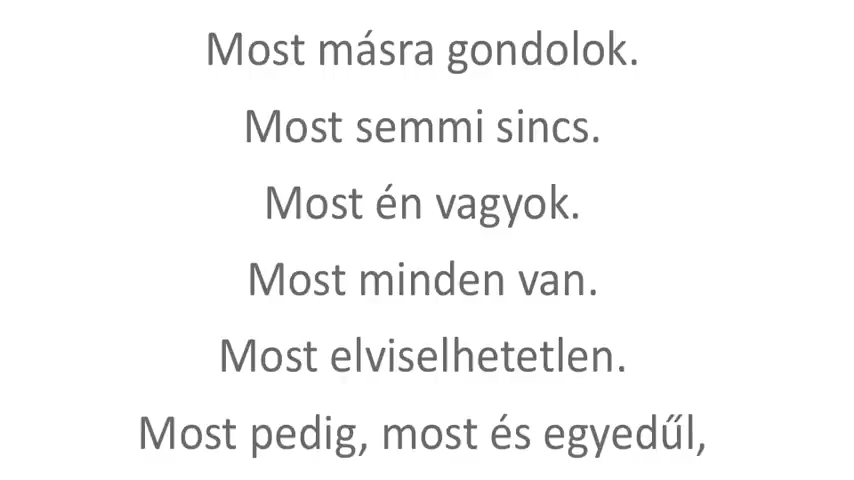 Most másra gondolok.
Most semmi sincs.
Most én vagyok.
Most minden van.
Most elviselhetetlen.
Most pedig, most és egyedűl,